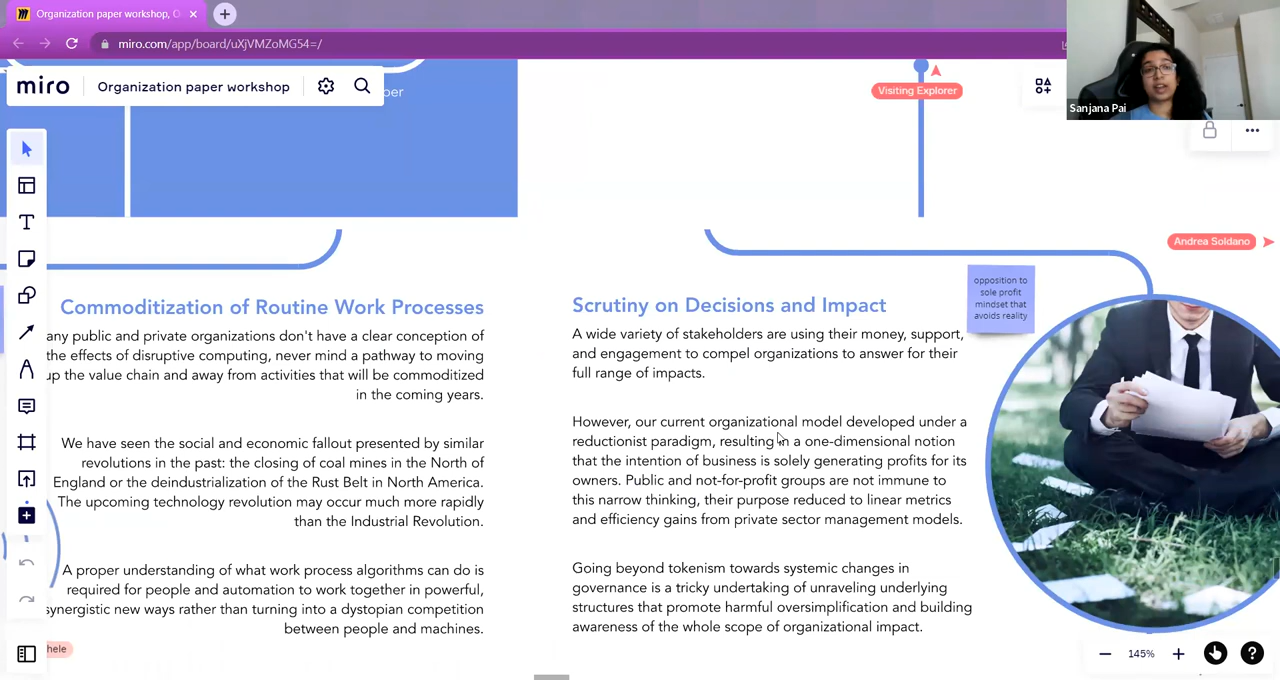 Organization paper workshop, O
miro.com/app/board/uXjVMZoMG54=/
miro
Organization paper workshop
per
Visiting Explorer
Sanjana Pai
Andrea Soldano
Commoditization of Routine Work Processes
any public and private organizations don't have a clear conception of
the effects of disruptive computing, never mind a pathway to moving
up the value chain and away from activities that will be commoditized
in the coming years.
We have seen the social and economic fallout presented by similar
revolutions in the past: the closing of coal mines in the North of
England or the deindustrialization of the Rust Belt in North America.
The upcoming technology revolution may occur much more rapidly
than the Industrial Revolution.
A proper understanding of what work process algorithms can do is
required for people and automation to work together in powerful,
synergistic new ways rather than turning into a dystopian competition
between people and machines.
Scrutiny on Decisions and Impact
A wide variety of stakeholders are using their money, support,
and engagement to compel organizations to answer for their
full range of impacts.
However, our current organizational model developed under a
reductionist paradigm, resulting in a one-dimensional notion
that the intention of business is solely generating profits for its
owners. Public and not-for-profit groups are not immune to
this narrow thinking, their purpose reduced to linear metrics
and efficiency gains from private sector management models.
Going beyond tokenism towards systemic changes in
governance is a tricky undertaking of unraveling underlying
structures that promote harmful oversimplification and building
awareness of the whole scope of organizational impact.
opposition to
sole profit
mindset that
avoids reality
hele
145%